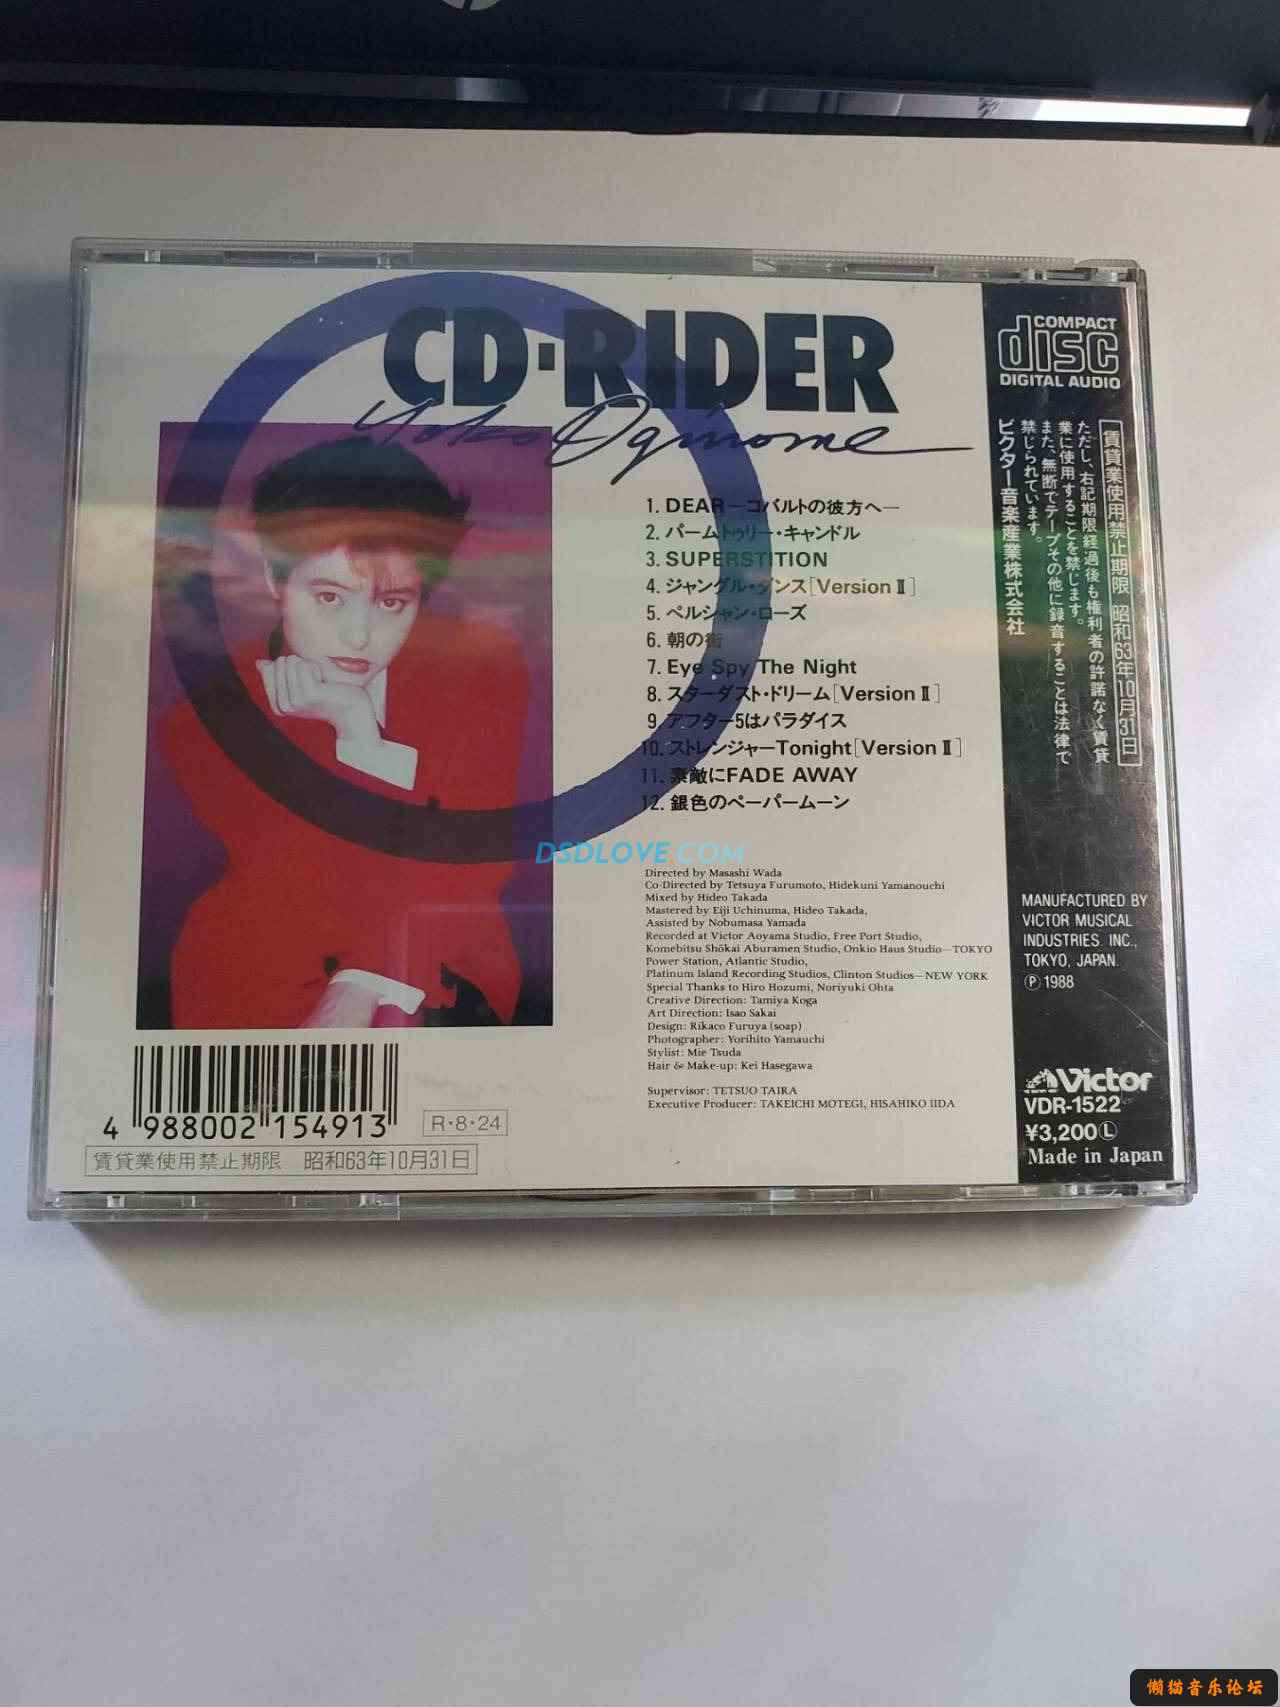 CD·RIDER
Yoko Oginome
1. DEAR—コバルトの彼方へ—
2. パームトゥリー・キャンドル
3. SUPERSTITION
4. ジャングル・ダンス[Version II]
5. ペルシャン・ローズ
6. 朝の街
7. Eye Spy The Night
8. スターダスト・ドリーム[Version II]
9. アフター5はパラダイス
10. ストレンジャーTonight[Version II]
11. 素敵にFADE AWAY
12. 銀色のペーパームーン
DSDLOVE.COM
Directed by Masashi Wada
Co-Directed by Tetsuya Furumoto, Hidekuni Yamanouchi
Mixed by Hideo Takada
Mastered by Eiji Uchinuma, Hideo Takada,
Assisted by Nobumasa Yamada
Recorded at Victor Aoyama Studio, Free Port Studio,
Komebitsu Shōkai Aburamen Studio, Onkio Haus Studio—TOKYO
Power Station, Atlantic Studio,
Platinum Island Recording Studios, Clinton Studios—NEW YORK
Special Thanks to Hiro Hozumi, Noriyuki Ohta
Creative Direction: Tamiya Koga
Art Direction: Isao Sakai
Design: Rikaco Furuya (soap)
Photographer: Yorihito Yamauchi
Stylist: Mie Tsuda
Hair & Make-up: Kei Hasegawa
Supervisor: TETSUO TAIRA
Executive Producer: TAKEICHI MOTEGI, HISAHIKO IIDA
4 988002 154913
R・8・24
賃貸業使用禁止期限 昭和63年10月31日
COMPACT
disc
DIGITAL AUDIO
賃貸業使用禁止期限 昭和63年10月31日
ただし、右記期限経過後も権利者の許諾なく賃貸
業に使用することを禁じます。
また、無断でテープその他に録音することは法律で
禁じられています。
ビクター音楽産業株式会社
MANUFACTURED BY
VICTOR MUSICAL
INDUSTRIES. INC.,
TOKYO, JAPAN.
Ⓟ 1988
Victor
VDR-1522
¥3,200Ⓛ
Made in Japan
懒猫音乐论坛